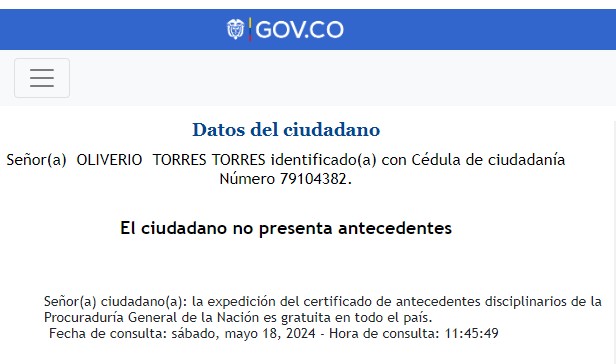 GOV.CO
Datos del ciudadano
Señor(a) OLIVERIO TORRES TORRES identificado(a) con Cédula de ciudadanía
Número 79104382.
El ciudadano no presenta antecedentes
Señor(a) ciudadano(a): la expedición del certificado de antecedentes disciplinarios de la
Procuraduría General de la Nación es gratuita en todo el país.
Fecha de consulta: sábado, mayo 18, 2024 - Hora de consulta: 11:45:49